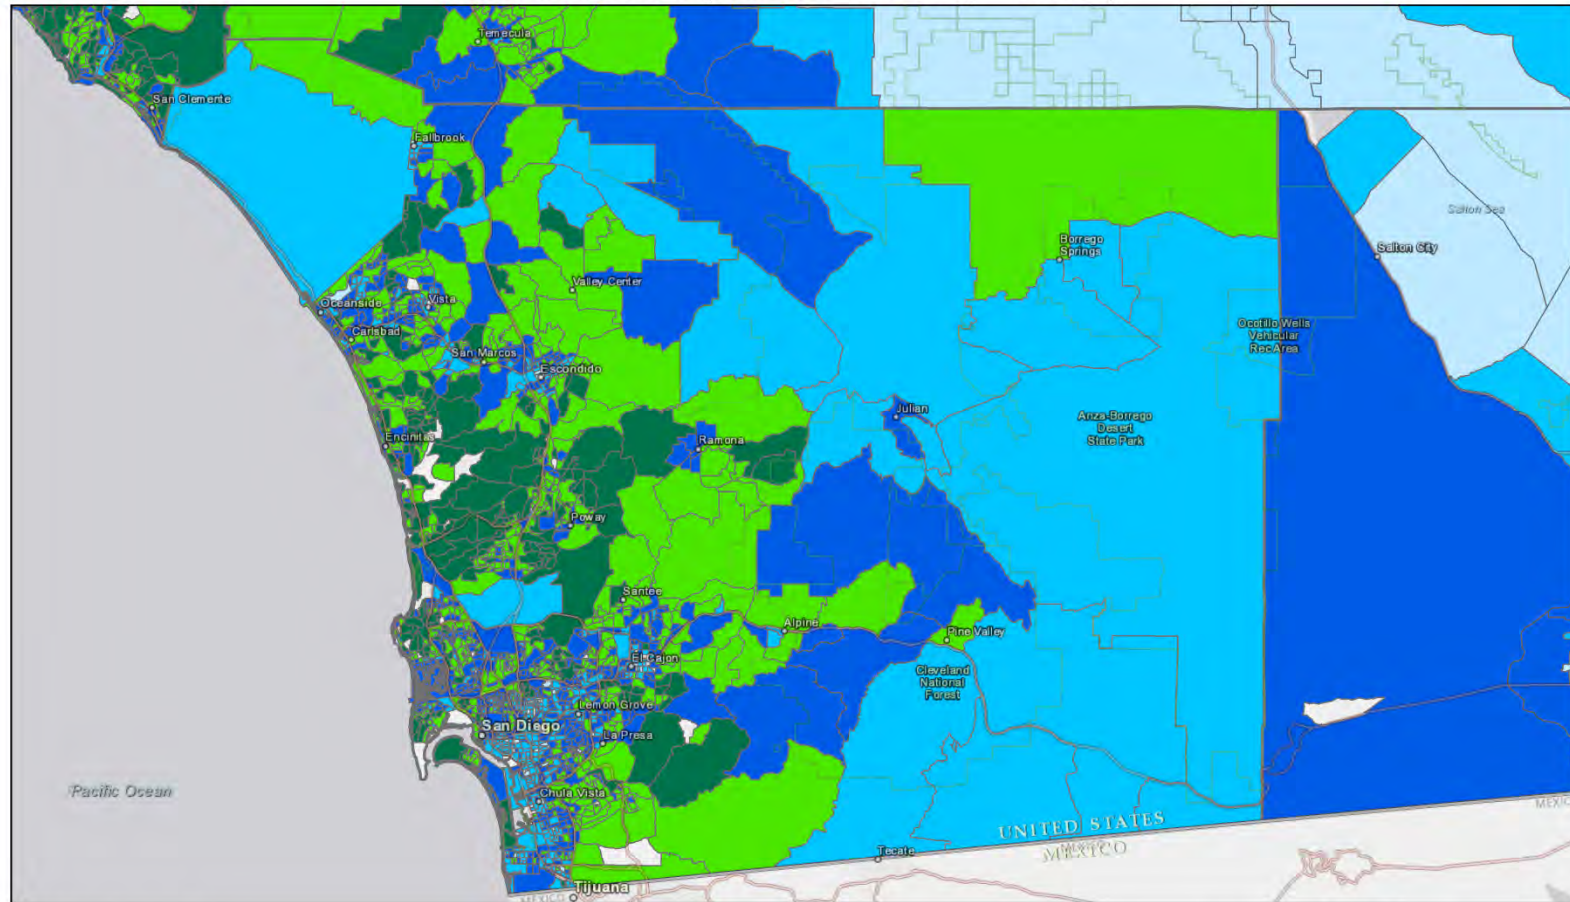 Temecula
San Clemente
Fallbrook
Salton Sea
Borrego
Springs
Salton City
Valley Center
Oceanside
Vista
Ocotillo Wells
Vehicular
Rec Area
Carlsbad
San Marcos
Escondido
Julian
Anza-Borrego
Desert
State Park
Encinitas
Ramona
Poway
Santee
Alpine
Pine Valley
El Cajon
Cleveland
National
Forest
Lemon Grove
San Diego
La Presa
Pacific Ocean
Chula Vista
UNITED STATES
MEXICO
MEXICO
Tecate
Tijuana
MEXICO